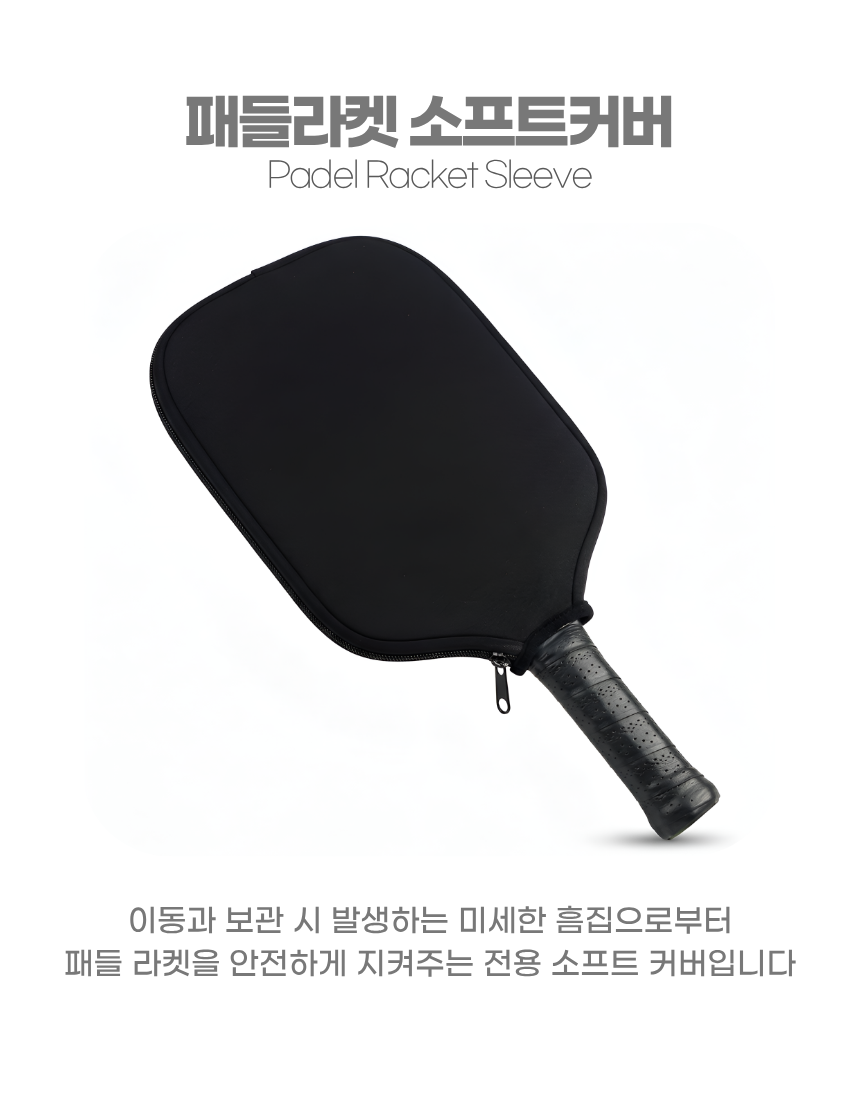 패들라켓 소프트커버
Padel Racket Sleeve
이동과 보관 시 발생하는 미세한 흠집으로부터
패들 라켓을 안전하게 지켜주는 전용 소프트 커버입니다